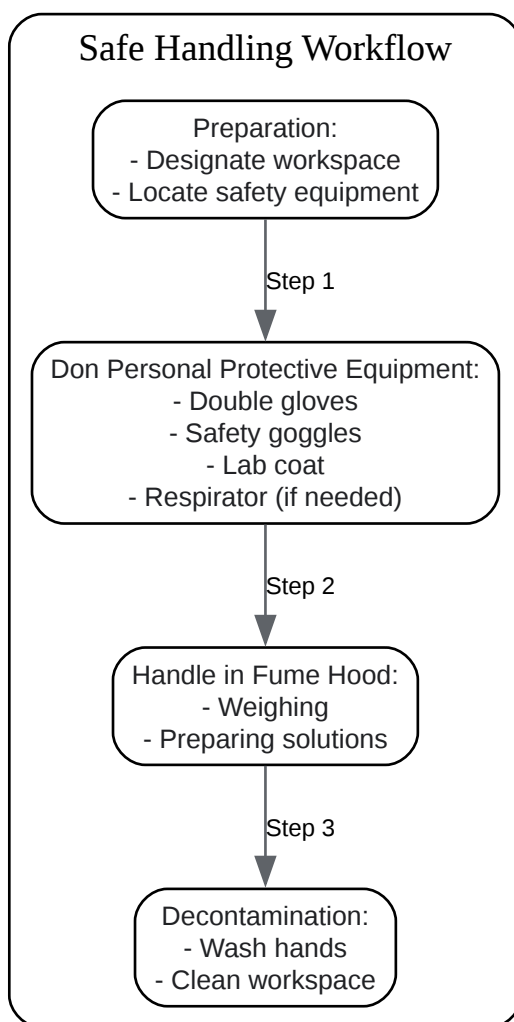 Safe Handling Workflow
Preparation:
- Designate workspace
- Locate safety equipment
Step 1
Don Personal Protective Equipment:
- Double gloves
- Safety goggles
- Lab coat
- Respirator (if needed)
Step 2
Handle in Fume Hood:
- Weighing
- Preparing solutions
Step 3
Decontamination:
- Wash hands
- Clean workspace